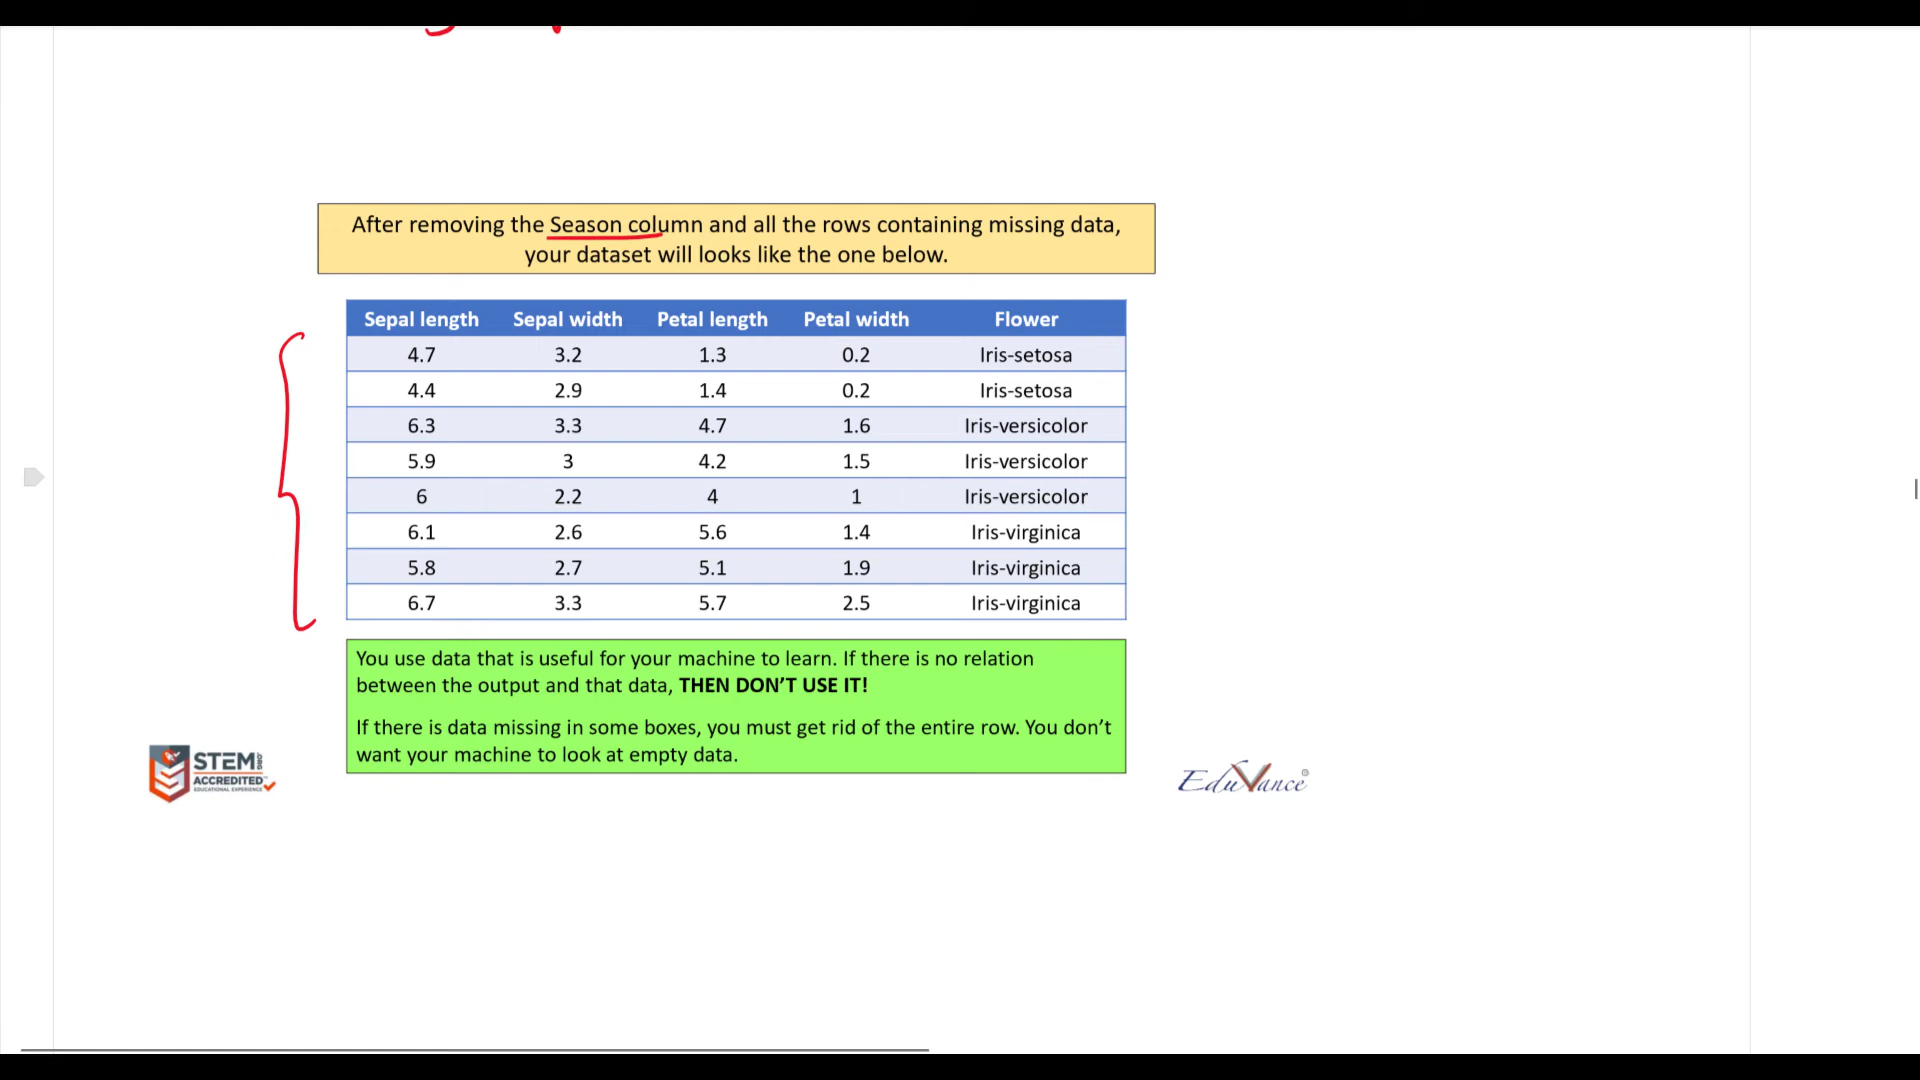 After removing the Season column and all the rows containing missing data,
your dataset will looks like the one below.
Sepal length Sepal width Petal length Petal width Flower
4.7 3.2 1.3 0.2 Iris-setosa
4.4 2.9 1.4 0.2 Iris-setosa
6.3 3.3 4.7 1.6 Iris-versicolor
5.9 3 4.2 1.5 Iris-versicolor
6 2.2 4 1 Iris-versicolor
6.1 2.6 5.6 1.4 Iris-virginica
5.8 2.7 5.1 1.9 Iris-virginica
6.7 3.3 5.7 2.5 Iris-virginica
You use data that is useful for your machine to learn. If there is no relation
between the output and that data, THEN DON’T USE IT!
If there is data missing in some boxes, you must get rid of the entire row. You don’t
want your machine to look at empty data.
STEM.ORG
ACCREDITED™
EDUCATIONAL EXPERIENCE
EduVance®